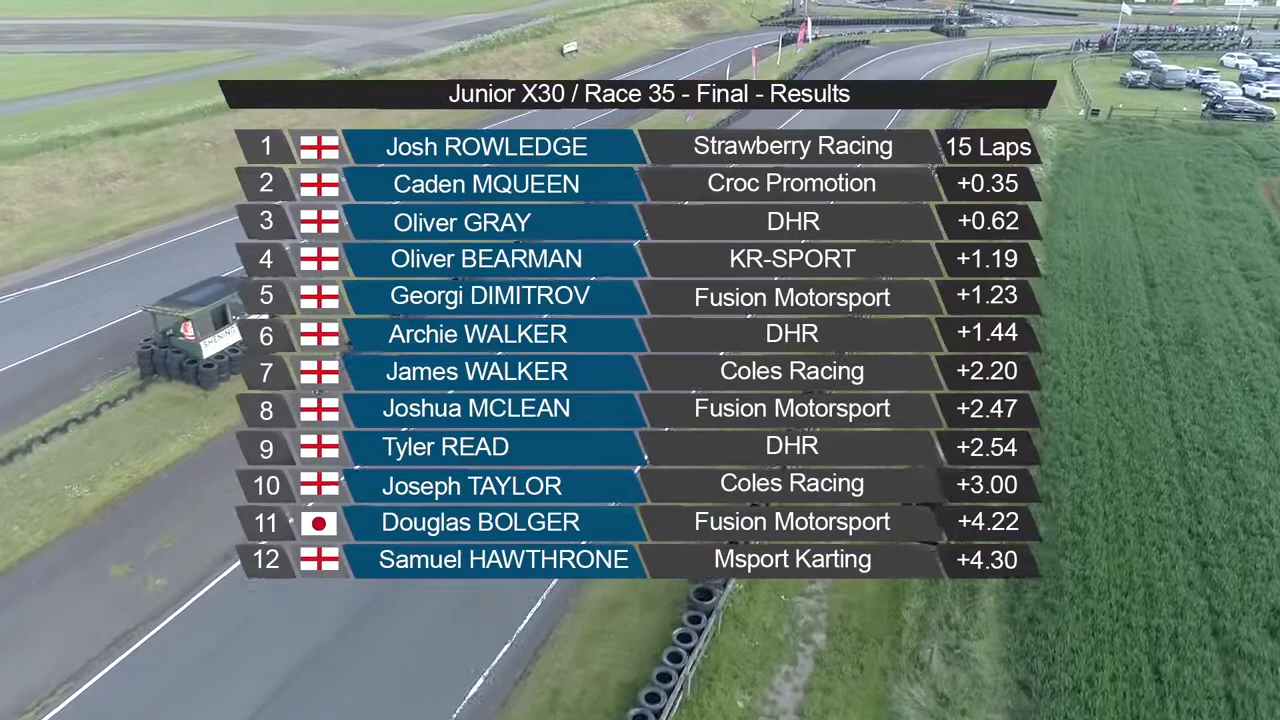 Junior X30 / Race 35 - Final - Results
1 Josh ROWLEDGE Strawberry Racing 15 Laps
2 Caden MQUEEN Croc Promotion +0.35
3 Oliver GRAY DHR +0.62
4 Oliver BEARMAN KR-SPORT +1.19
5 Georgi DIMITROV Fusion Motorsport +1.23
6 Archie WALKER DHR +1.44
7 James WALKER Coles Racing +2.20
8 Joshua MCLEAN Fusion Motorsport +2.47
9 Tyler READ DHR +2.54
10 Joseph TAYLOR Coles Racing +3.00
11 Douglas BOLGER Fusion Motorsport +4.22
12 Samuel HAWTHRONE Msport Karting +4.30
SHENING